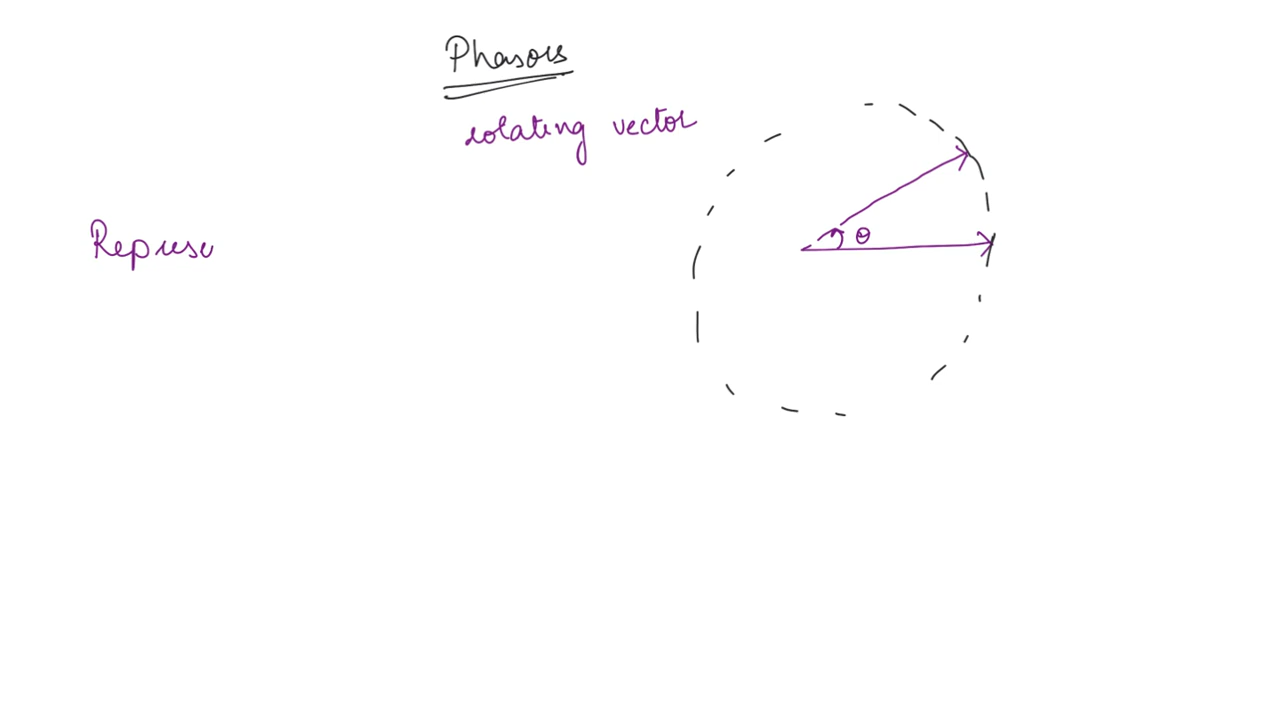 Phasors
rotating vector
θ
Represe